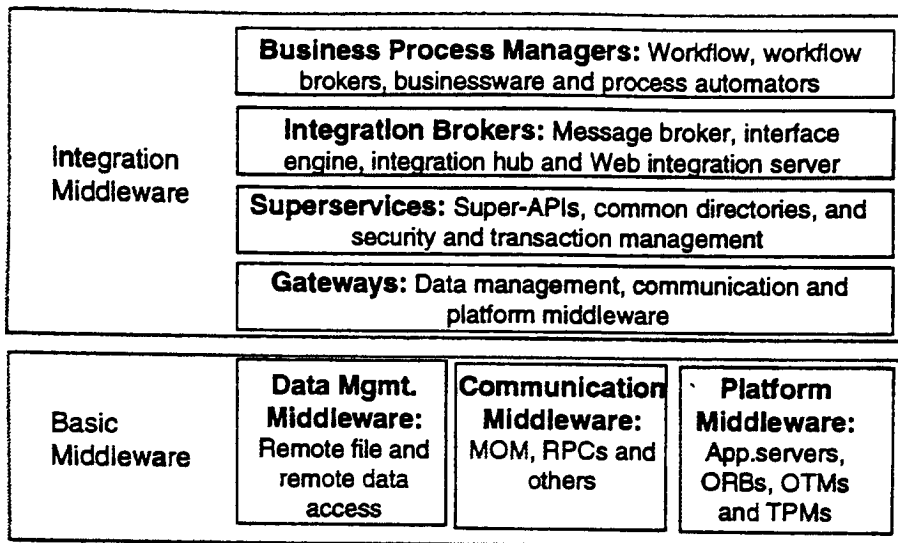 Business Process Managers: Workflow, workflow
brokers, businessware and process automators
Integration Brokers: Message broker, interface
engine, integration hub and Web integration server
Integration
Middleware
Superservices: Super-APIs, common directories, and
security and transaction management
Gateways: Data management, communication and
platform middleware
Basic
Middleware
Data Mgmt.
Middleware:
Remote file and
remote data
access
Communication
Middleware:
MOM, RPCs and
others
Platform
Middleware:
App.servers,
ORBs, OTMs
and TPMs